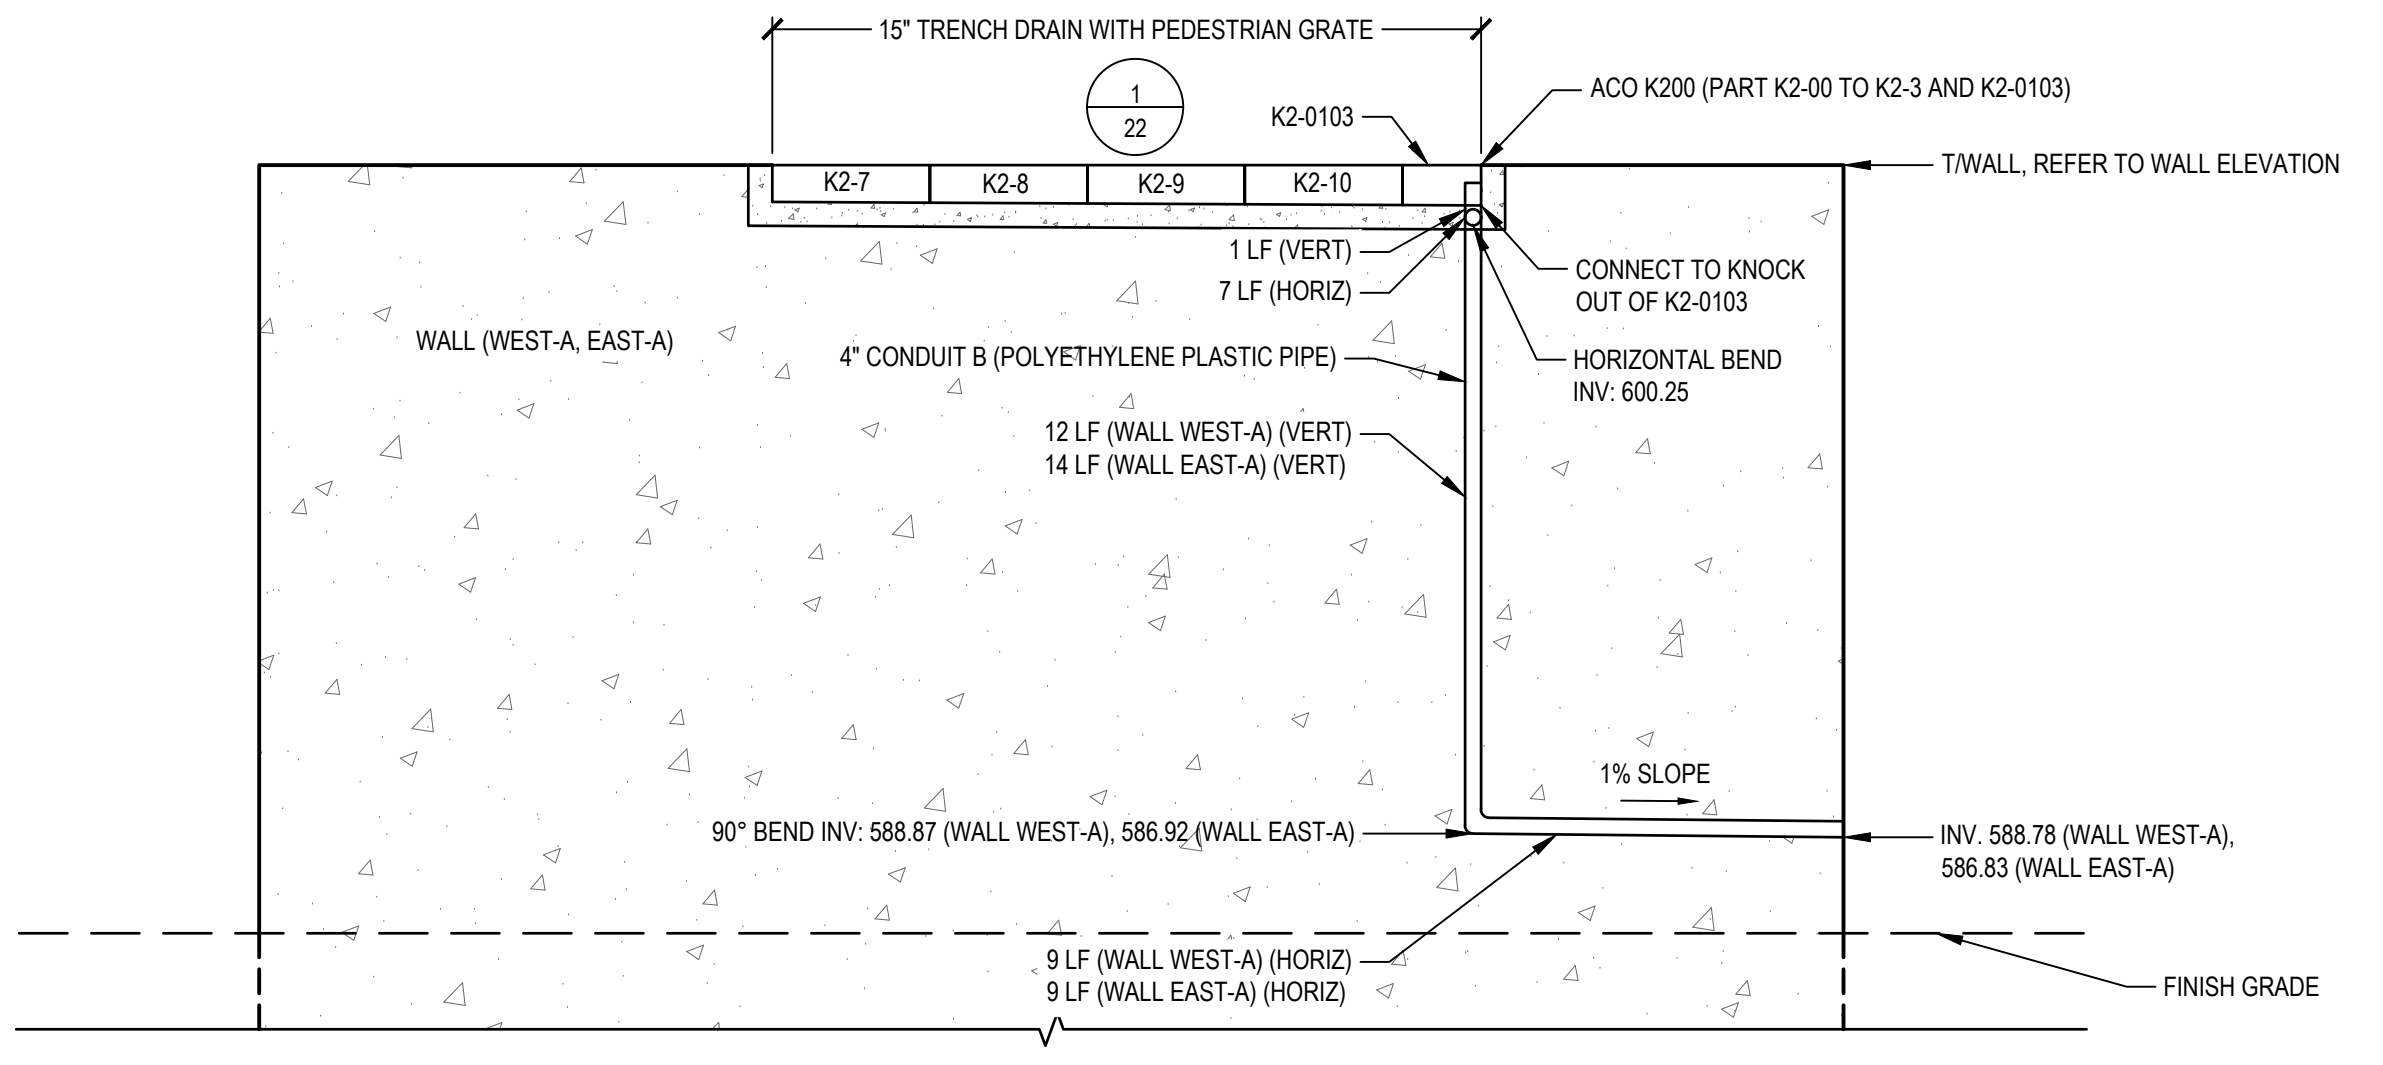 15" TRENCH DRAIN WITH PEDESTRIAN GRATE
1
22
K2-0103
ACO K200 (PART K2-00 TO K2-3 AND K2-0103)
T/WALL, REFER TO WALL ELEVATION
K2-7
K2-8
K2-9
K2-10
1 LF (VERT)
7 LF (HORIZ)
CONNECT TO KNOCK
OUT OF K2-0103
WALL (WEST-A, EAST-A)
4" CONDUIT B (POLYETHYLENE PLASTIC PIPE)
HORIZONTAL BEND
INV: 600.25
12 LF (WALL WEST-A) (VERT)
14 LF (WALL EAST-A) (VERT)
1% SLOPE
90° BEND INV: 588.87 (WALL WEST-A), 586.92 (WALL EAST-A)
INV. 588.78 (WALL WEST-A),
586.83 (WALL EAST-A)
9 LF (WALL WEST-A) (HORIZ)
9 LF (WALL EAST-A) (HORIZ)
FINISH GRADE